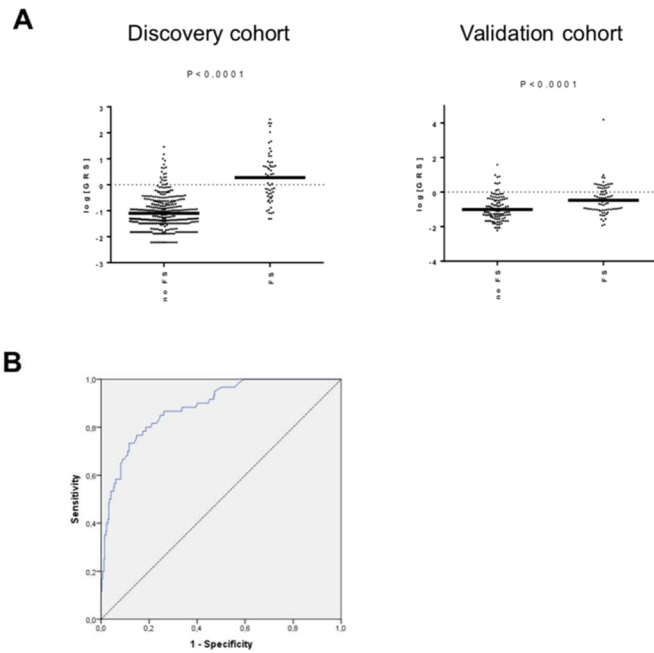 A
Discovery cohort
P<0.0001
log[GRS]
3
2
1
0
-1
-2
-3
no FS
FS
Validation cohort
P<0.0001
log[GRS]
4
2
0
-2
-4
no FS
FS
B
Sensitivity
1,0
0,8
0,6
0,4
0,2
0,0
0,0 0,2 0,4 0,6 0,8 1,0
1 - Specificity